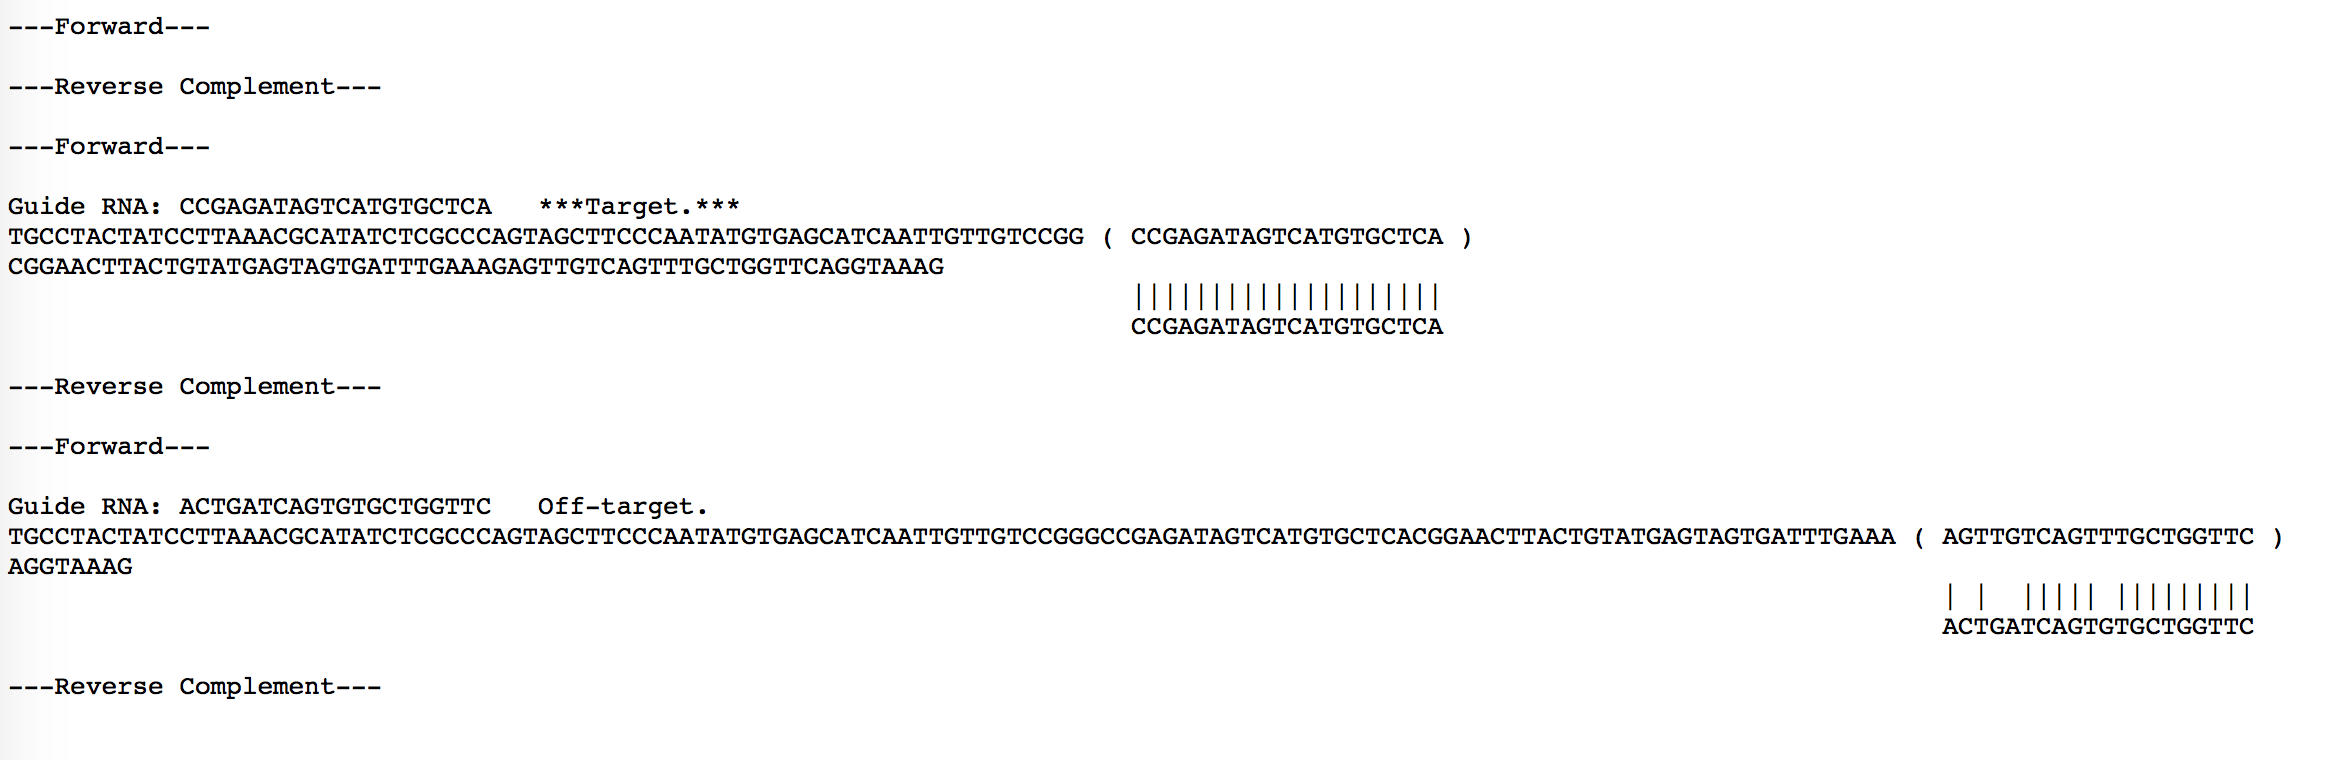 ---Forward---
---Reverse Complement---
---Forward---
Guide RNA: CCGAGATAGTCATGTGCTCA   ***Target.***
TGCCTACTATCCTTAAACGCATATCTCGCCCAGTAGCTTCCCAATATGTGAGCATCAATTGTTGTCCGG ( CCGAGATAGTCATGTGCTCA )
CGGAACTTACTGTATGAGTAGTGATTTGAAAGAGTTGTCAGTTTGCTGGTTCAGGTAAAG
||||||||||||||||||||
CCGAGATAGTCATGTGCTCA
---Reverse Complement---
---Forward---
Guide RNA: ACTGATCAGTGTGCTGGTTC   Off-target.
TGCCTACTATCCTTAAACGCATATCTCGCCCAGTAGCTTCCCAATATGTGAGCATCAATTGTTGTCCGGGCCGAGATAGTCATGTGCTCACGGAACTTACTGTATGAGTAGTGATTTGAAA ( AGTTGTCAGTTTGCTGGTTC )
AGGTAAAG
| |  ||||| |||||||||
ACTGATCAGTGTGCTGGTTC
---Reverse Complement---